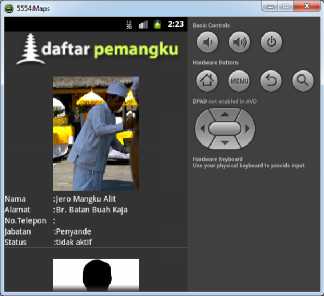 5554:iMaps
Basic Controls
2:23
daftar pemangku
Hardware Buttons
MENU
DPAD not enabled in AVD
Hardware Keyboard
Use your physical keyboard to provide input
Nama :Jero Mangku Alit
Alamat :Br. Batan Buah Kaja
No.Telepon :
Jabatan :Penyande
Status :tidak aktif